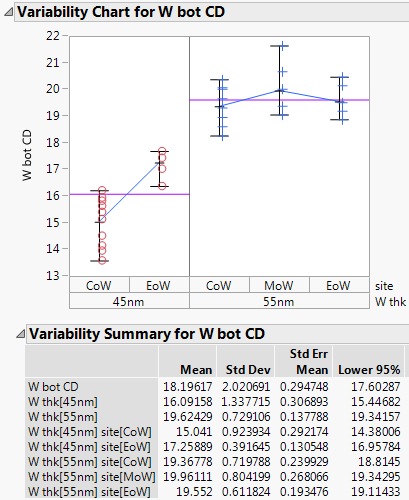 Variability Chart for W bot CD
22
21
20
19
18
17
16
15
14
13
W bot CD
CoW EoW CoW MoW EoW site
45nm 55nm W thk
Variability Summary for W bot CD
Mean Std Dev Std Err Mean Lower 95%
W bot CD 18.19617 2.020691 0.294748 17.60287
W thk[45nm] 16.09158 1.337715 0.306893 15.44682
W thk[55nm] 19.62429 0.729106 0.137788 19.34157
W thk[45nm] site[CoW] 15.041 0.923934 0.292174 14.38006
W thk[45nm] site[EoW] 17.25889 0.391645 0.130548 16.95784
W thk[55nm] site[CoW] 19.36778 0.719788 0.239929 18.8145
W thk[55nm] site[MoW] 19.96111 0.804199 0.268066 19.34295
W thk[55nm] site[EoW] 19.552 0.611824 0.193476 19.11433